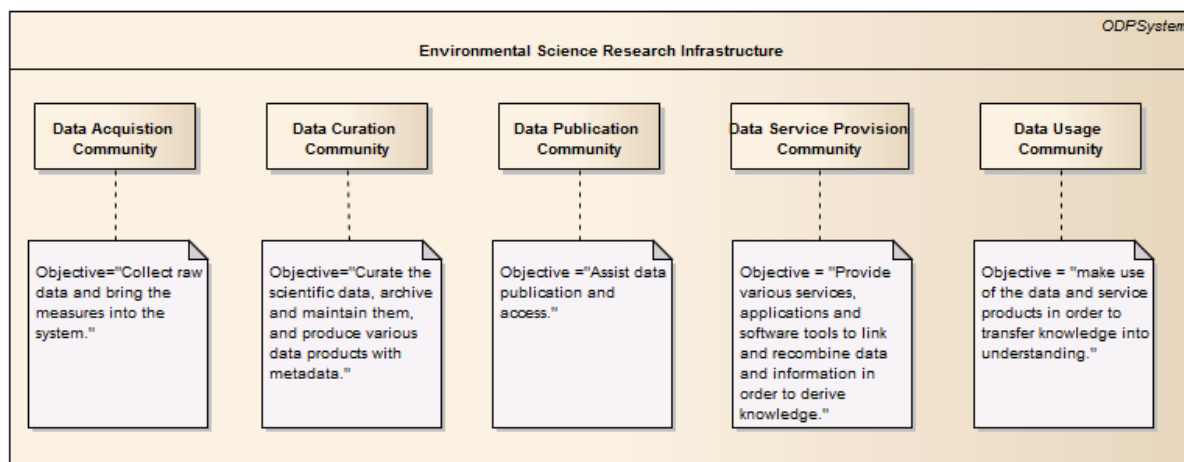 ODPSystem
Environmental Science Research Infrastructure
Data Acquistion
Community
Data Curation
Community
Data Publication
Community
Data Service Provision
Community
Data Usage
Community
Objective="Collect raw
data and bring the
measures into the
system."
Objective="Curate the
scientific data, archive
and maintain them,
and produce various
data products with
metadata."
Objective ="Assist data
publication and
access."
Objective = "Provide
various services,
applications and
software tools to link
and recombine data
and information in
order to derive
knowledge."
Objective = "make use
of the data and service
products in order to
transfer knowledge into
understanding."